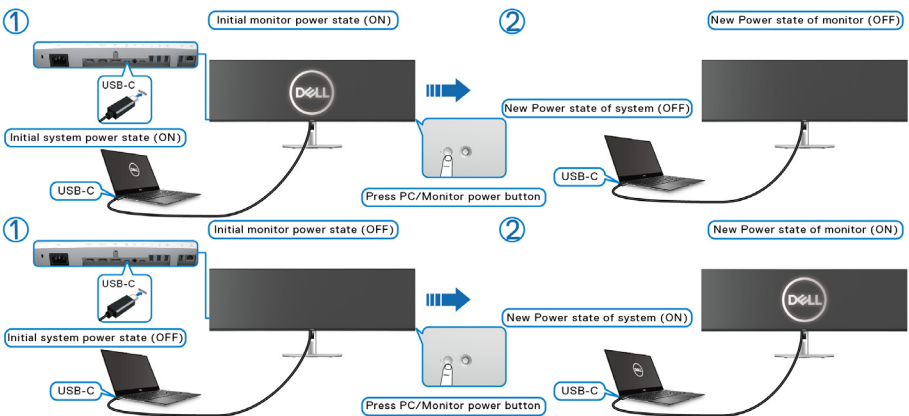 1
Initial monitor power state (ON)
USB-C
Initial system power state (ON)
DELL
DELL
USB-C
Press PC/Monitor power button
2
New Power state of monitor (OFF)
New Power state of system (OFF)
USB-C
1
Initial monitor power state (OFF)
USB-C
Initial system power state (OFF)
USB-C
Press PC/Monitor power button
2
New Power state of monitor (ON)
New Power state of system (ON)
DELL
DELL
USB-C